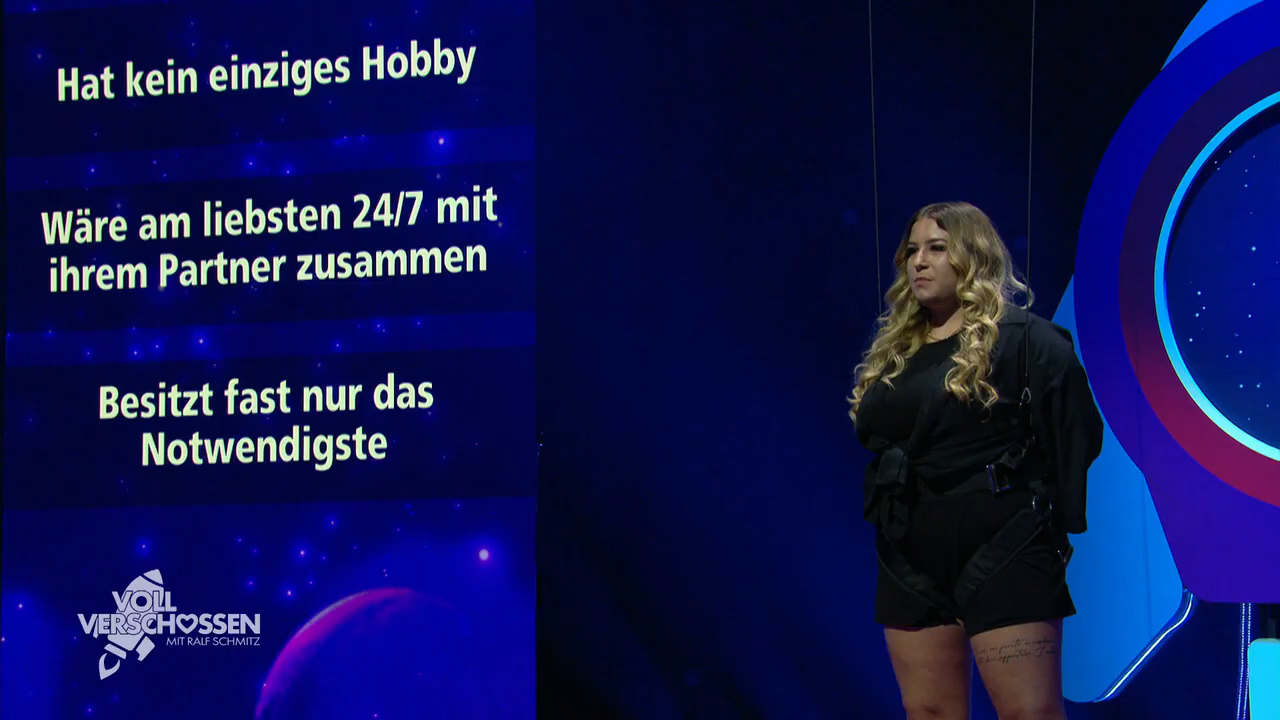 Hat kein einziges Hobby
Wäre am liebsten 24/7 mit
ihrem Partner zusammen
Besitzt fast nur das
Notwendigste
VOLL
VERSCHOSSEN
MIT RALF SCHMITZ